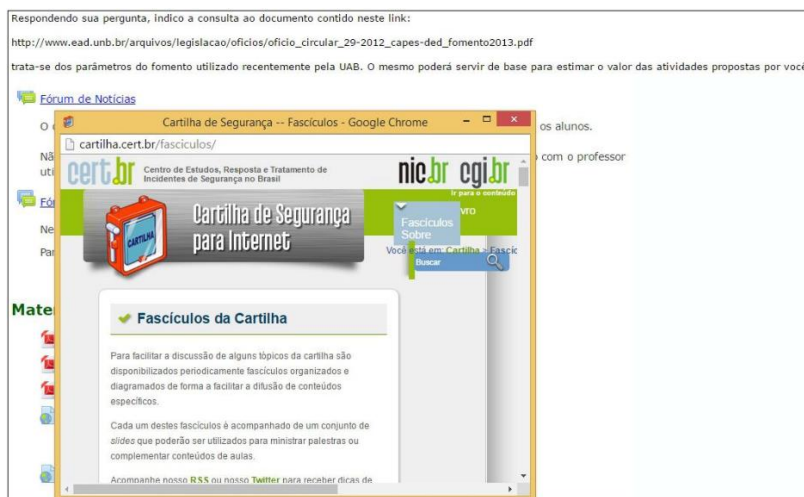 Respondendo sua pergunta, indico a consulta ao documento contido neste link:
http://www.ead.unb.br/arquivos/legislacao/oficios/oficio_circular_29-2012_capes-ded_fomento2013.pdf
trata-se dos parâmetros do fomento utilizado recentemente pela UAB. O mesmo poderá servir de base para estimar o valor das atividades propostas por você
Fórum de Notícias
os alunos.
com o professor
Mate
Cartilha de Segurança -- Fascículos - Google Chrome
cartilha.cert.br/fasciculos/
cert.br
Centro de Estudos, Resposta e Tratamento de
Incidentes de Segurança no Brasil
nic.br cgi.br
Ir para o conteúdo
CARTILHA
Cartilha de Segurança
para Internet
VRO
Fascículos
Sobre
Você está em: Cartilha > Fascíc
Buscar
Fascículos da Cartilha
Para facilitar a discussão de alguns tópicos da cartilha são
disponibilizados periodicamente fascículos organizados e
diagramados de forma a facilitar a difusão de conteúdos
específicos.
Cada um destes fascículos é acompanhado de um conjunto de
slides que poderão ser utilizados para ministrar palestras ou
complementar conteúdos de aulas.
Acompanhe nosso RSS ou nosso Twitter para receber dicas de